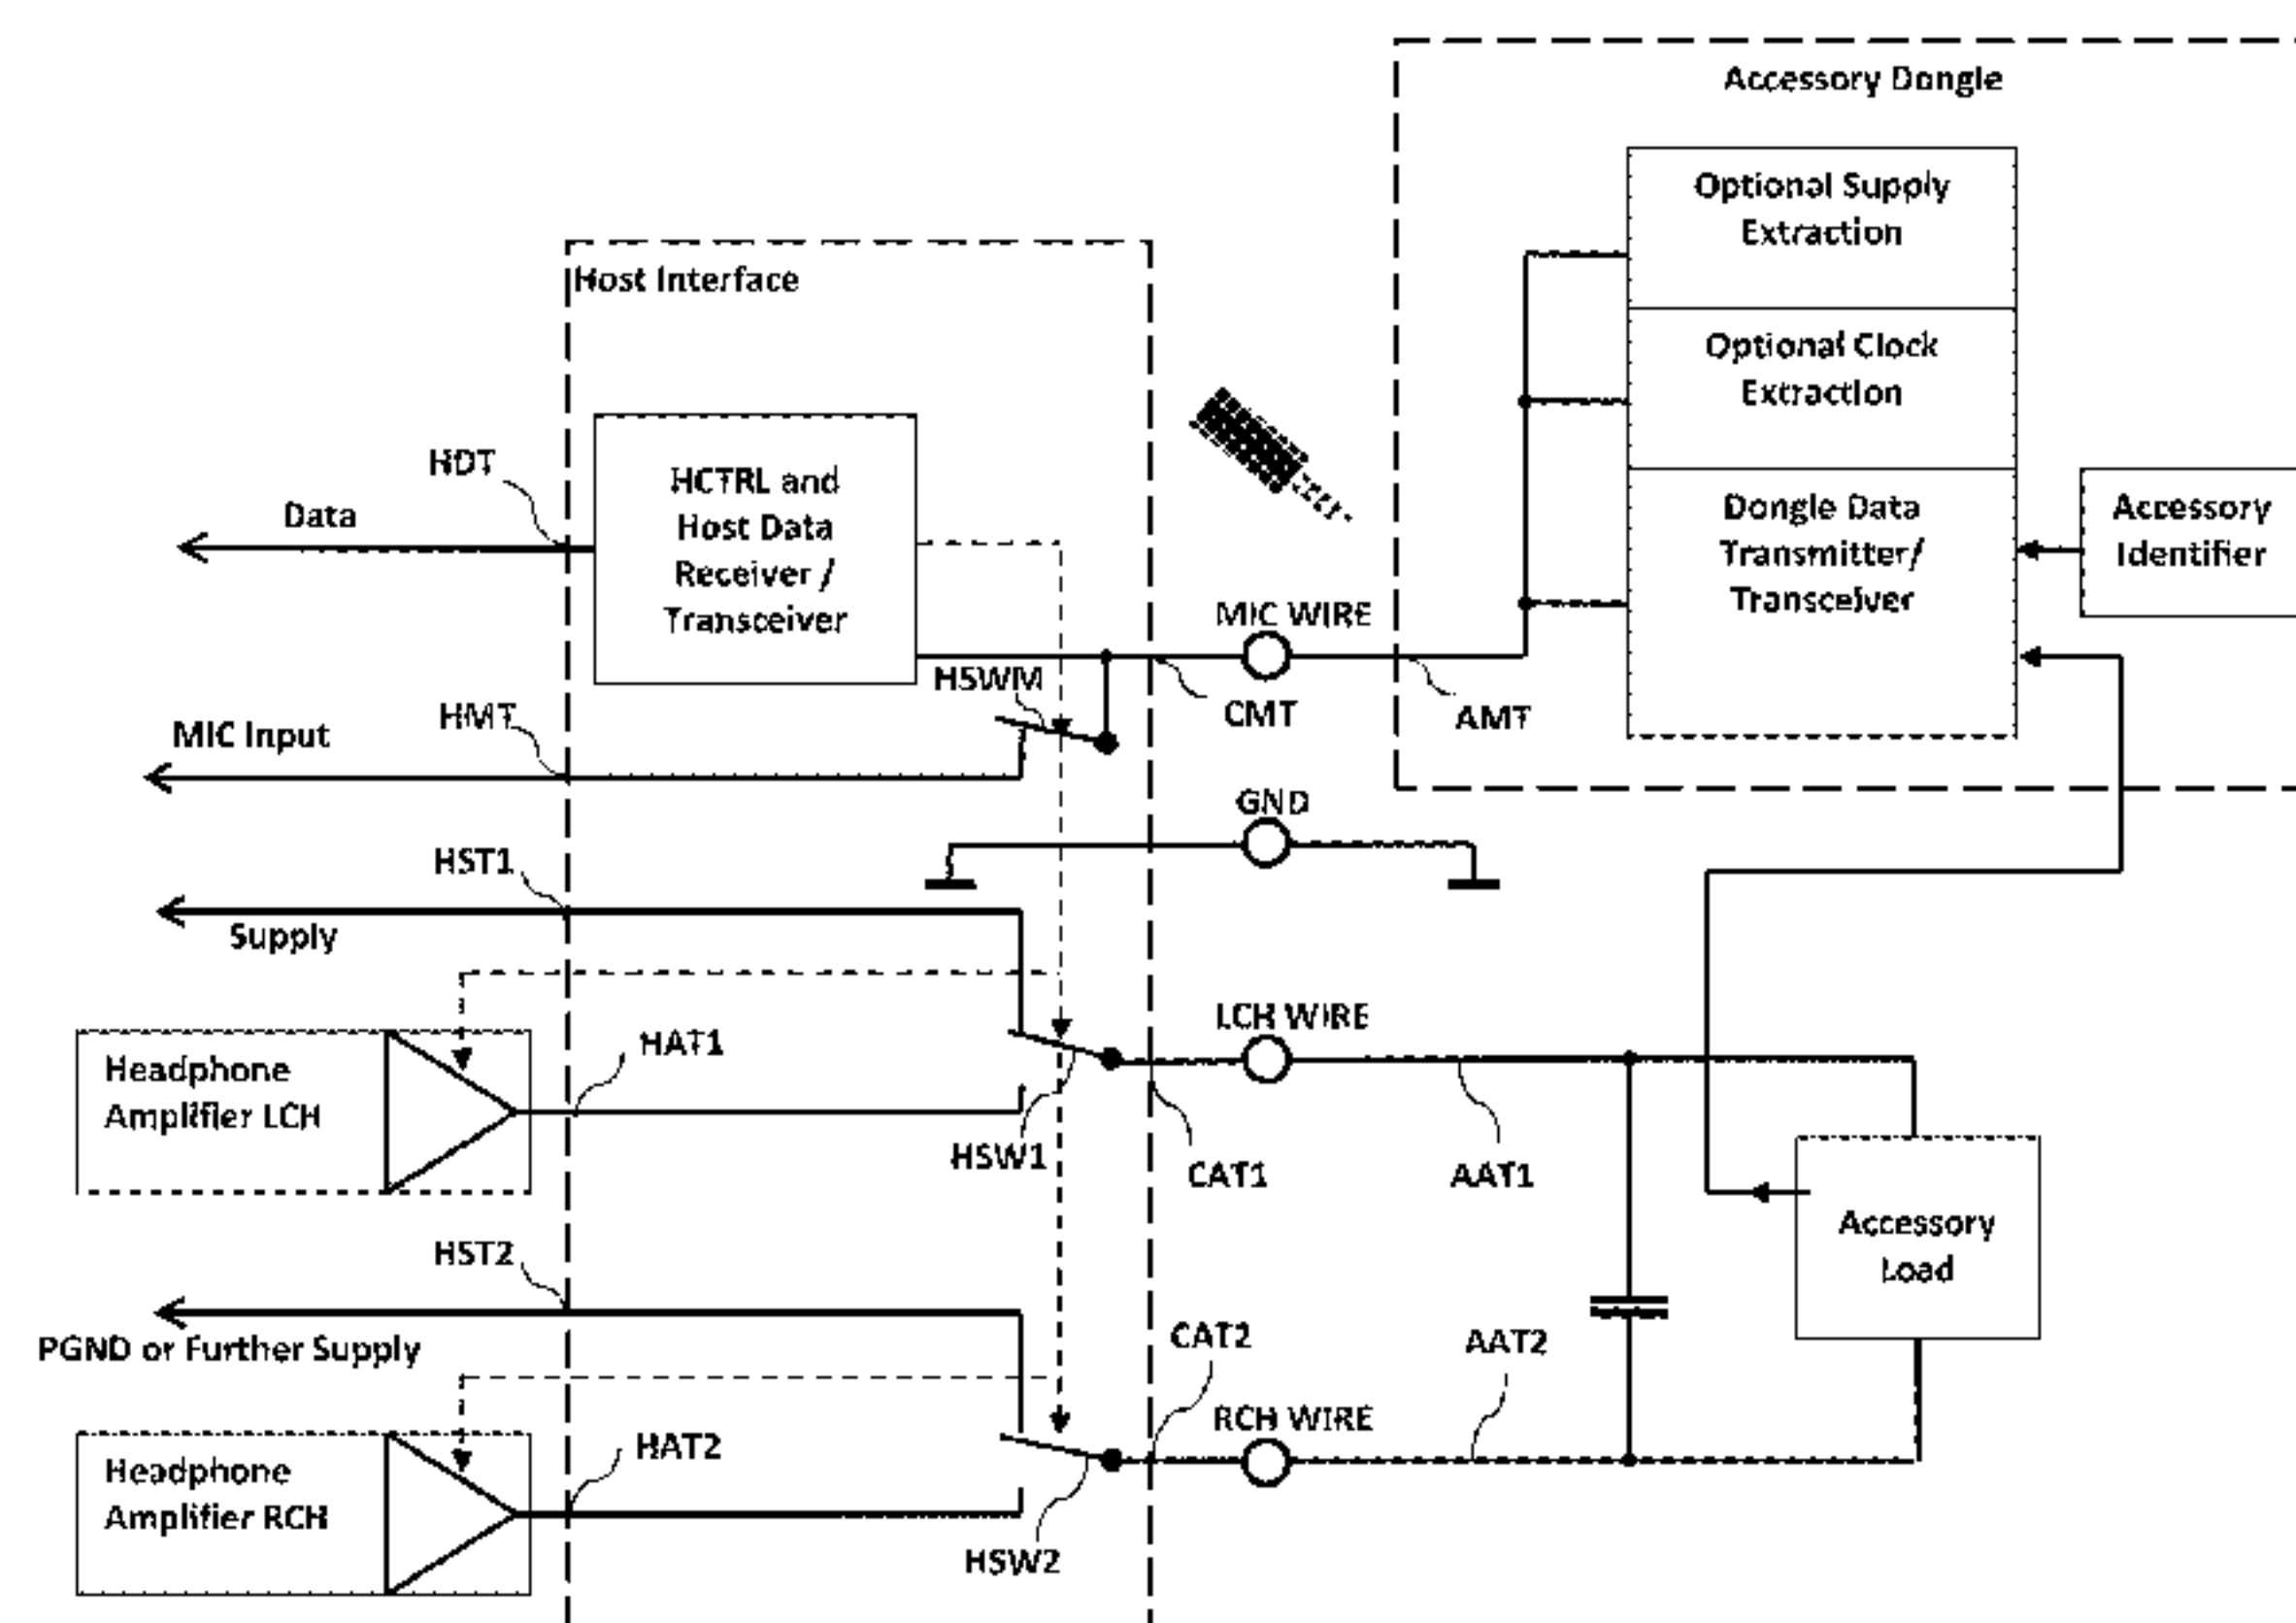 Accessory Dongle
Optional Supply
Extraction
Host Interface
Optional Clock
Extraction
HDT
Data
HCTRL and
Host Data
Receiver /
Transceiver
Dongle Data
Transmitter/
Transceiver
Accessory
Identifier
MIC WIRE
HSWM
CMT
AMT
HMT
MIC Input
GND
HST1
Supply
LCH WIRE
HAT1
Headphone
Amplifier LCH
HSW1
CAT1
AAT1
Accessory
Load
HST2
PGND or Further Supply
CAT2
AAT2
RCH WIRE
HAT2
Headphone
Amplifier RCH
HSW2